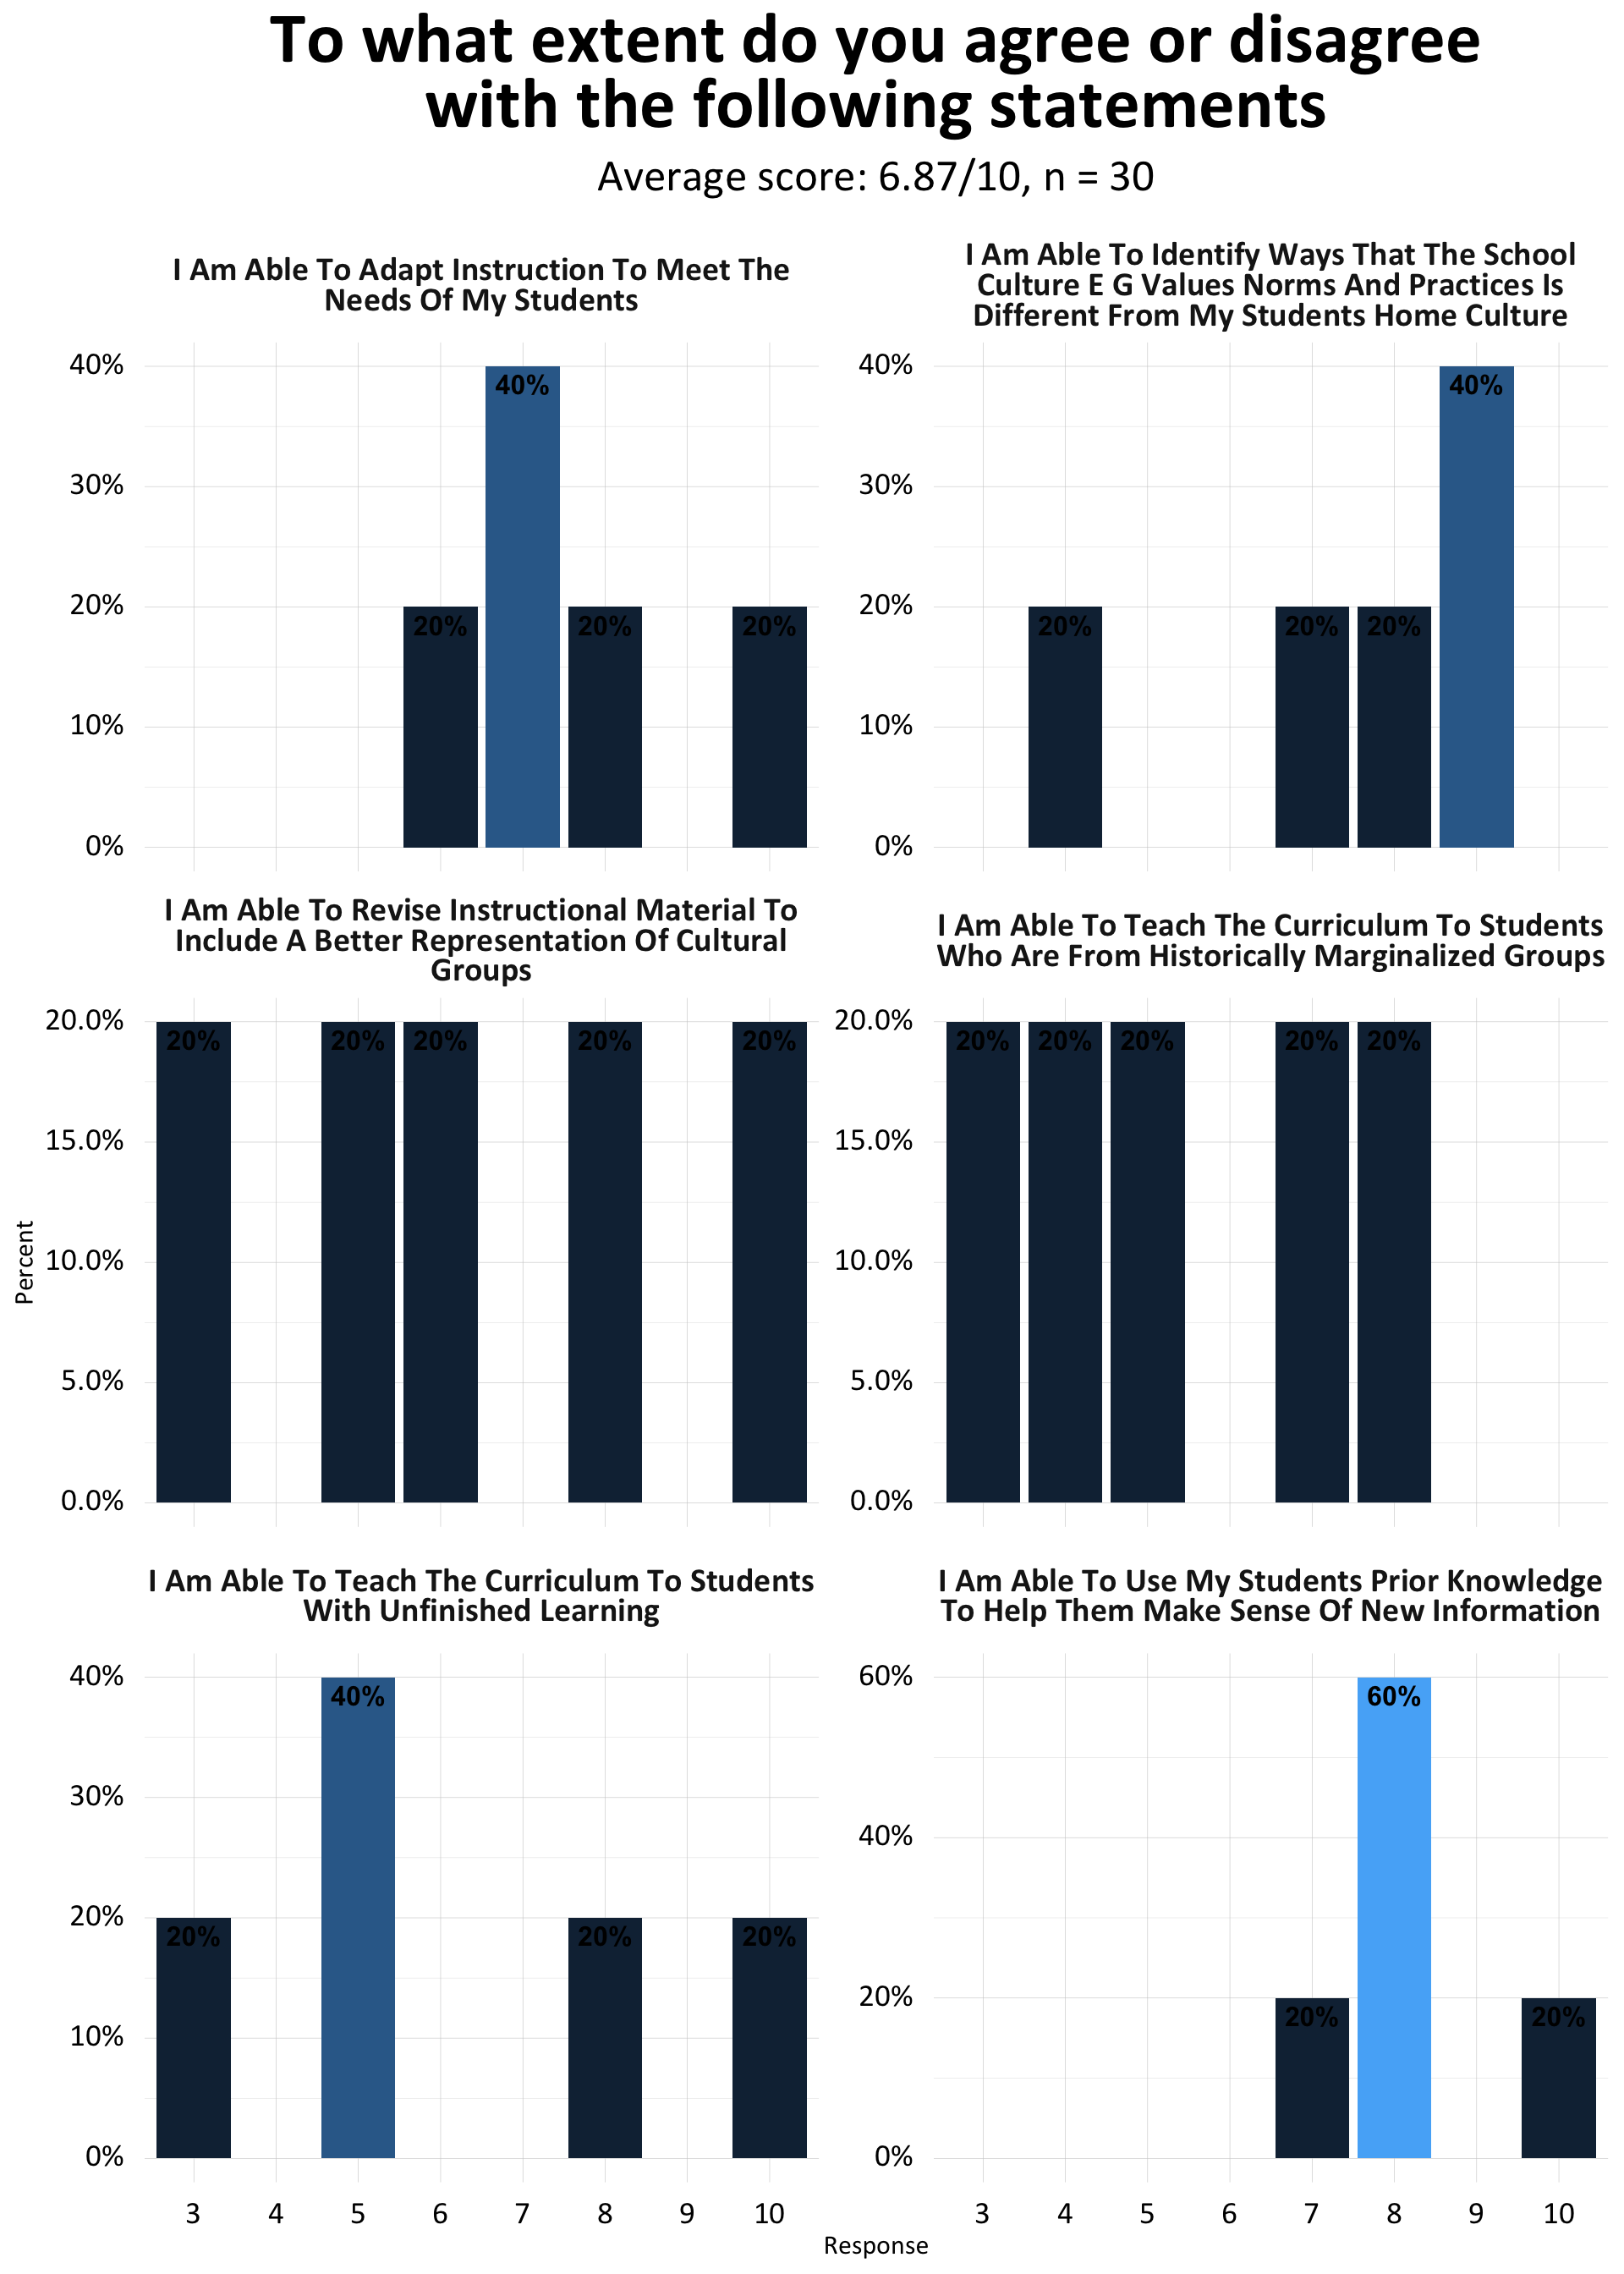 To what extent do you agree or disagree
with the following statements
Average score: 6.87/10, n = 30
I Am Able To Adapt Instruction To Meet The
Needs Of My Students
40%
30%
20%
10%
0%
20%
40%
20%
20%
I Am Able To Identify Ways That The School
Culture E G Values Norms And Practices Is
Different From My Students Home Culture
40%
30%
20%
10%
0%
20%
20%
20%
40%
I Am Able To Revise Instructional Material To
Include A Better Representation Of Cultural
Groups
20.0%
15.0%
10.0%
5.0%
0.0%
20%
20%
20%
20%
20%
I Am Able To Teach The Curriculum To Students
Who Are From Historically Marginalized Groups
20.0%
15.0%
10.0%
5.0%
0.0%
20%
20%
20%
20%
20%
Percent
I Am Able To Teach The Curriculum To Students
With Unfinished Learning
40%
30%
20%
10%
0%
20%
40%
20%
20%
3 4 5 6 7 8 9 10
I Am Able To Use My Students Prior Knowledge
To Help Them Make Sense Of New Information
60%
40%
20%
0%
20%
60%
20%
3 4 5 6 7 8 9 10
Response